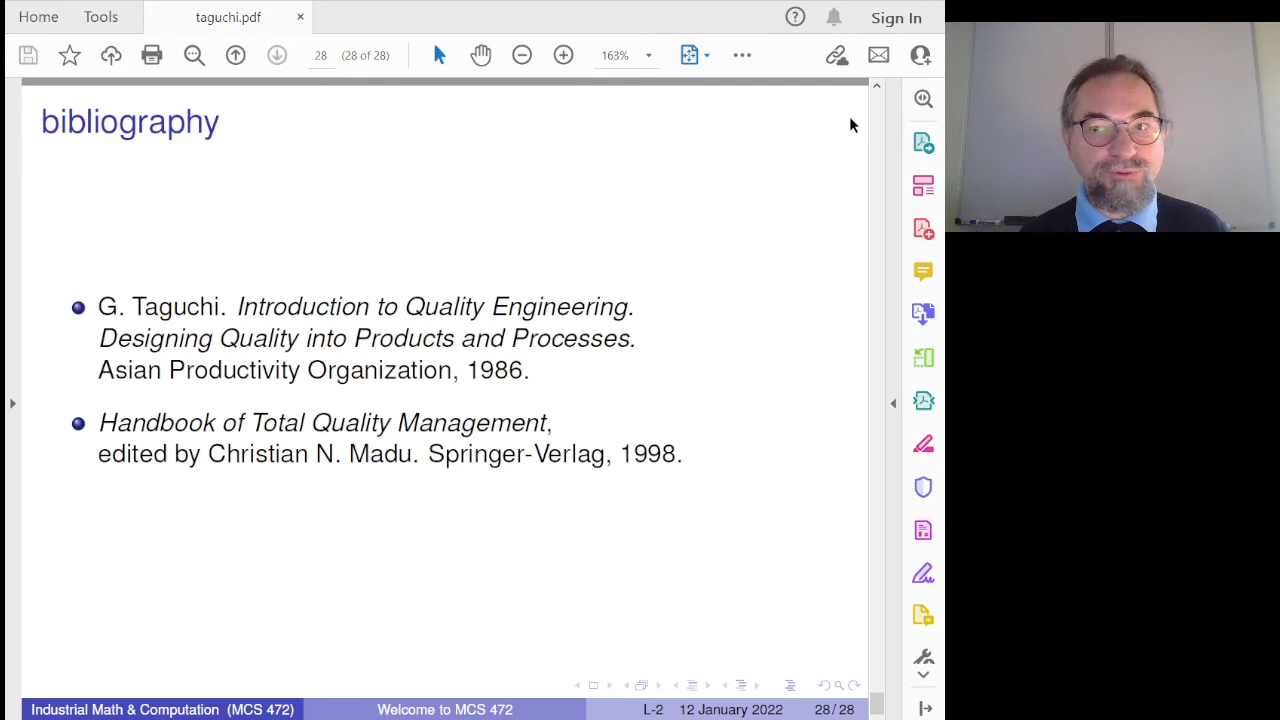 Home Tools taguchi.pdf × Sign In
28 (28 of 28) 163%
bibliography
G. Taguchi. Introduction to Quality Engineering.
Designing Quality into Products and Processes.
Asian Productivity Organization, 1986.
Handbook of Total Quality Management,
edited by Christian N. Madu. Springer-Verlag, 1998.
Industrial Math & Computation (MCS 472) Welcome to MCS 472 L-2 12 January 2022 28/28